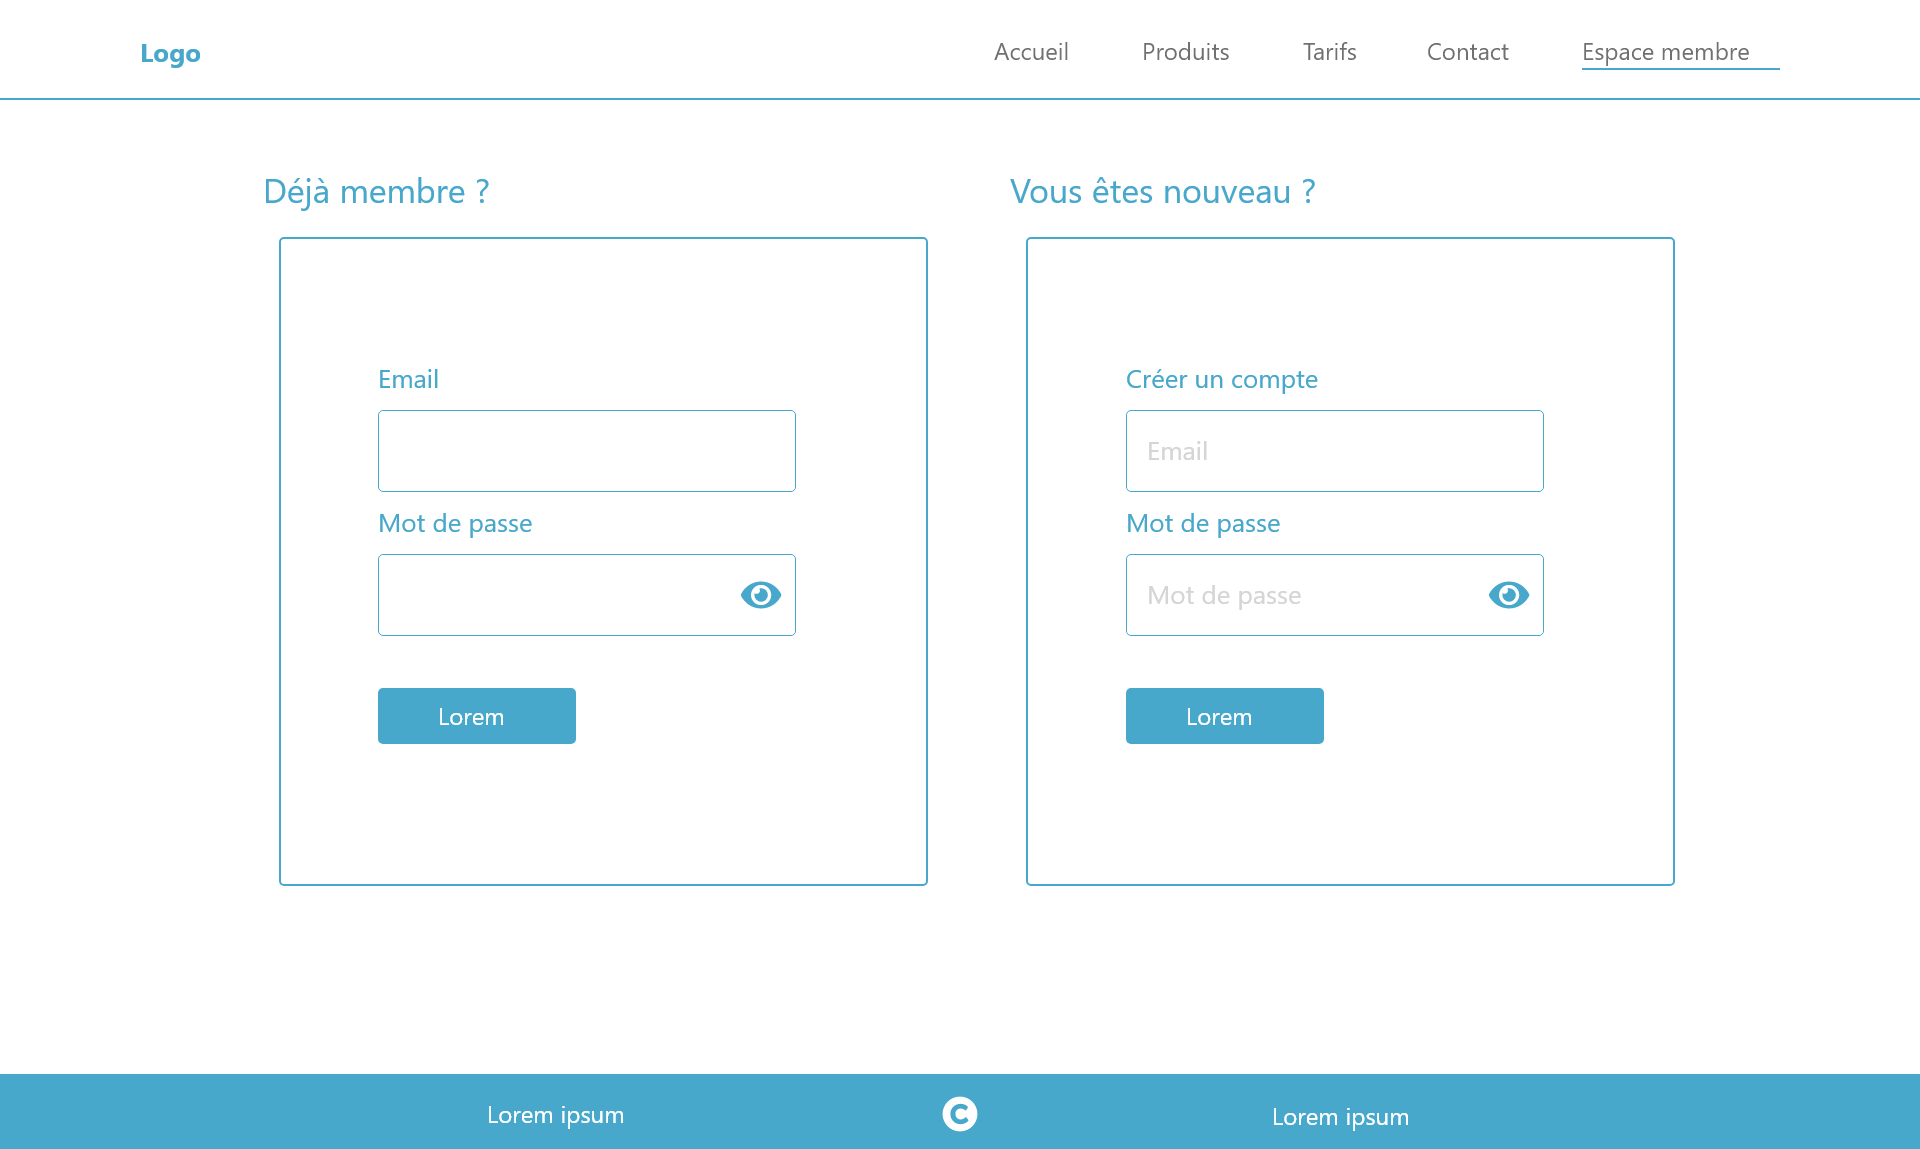 Logo
Accueil
Produits
Tarifs
Contact
Espace membre
Déjà membre ?
Email
Mot de passe
Lorem
Vous êtes nouveau ?
Créer un compte
Email
Mot de passe
Mot de passe
Lorem
Lorem ipsum
©
Lorem ipsum